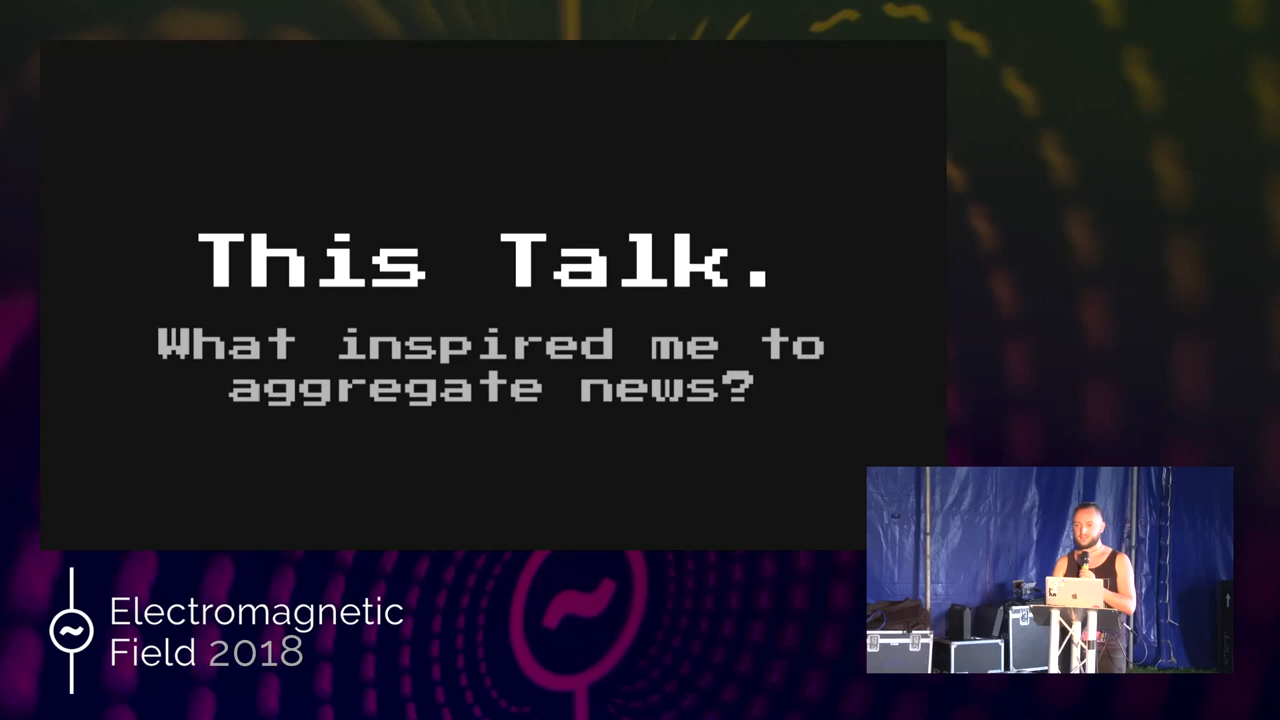 This Talk.
What inspired me to
aggregate news?
Electromagnetic
Field 2018